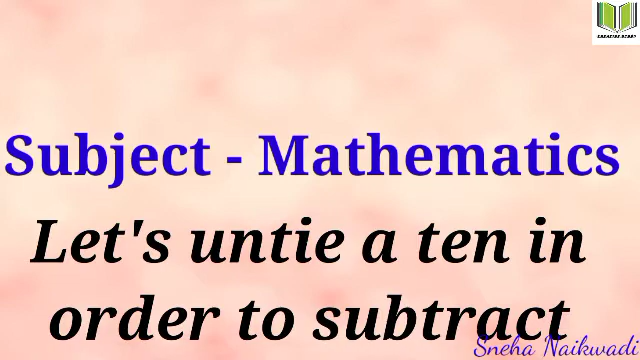 Subject - Mathematics
Let's untie a ten in
order to subtract
Sneha Naikwadi